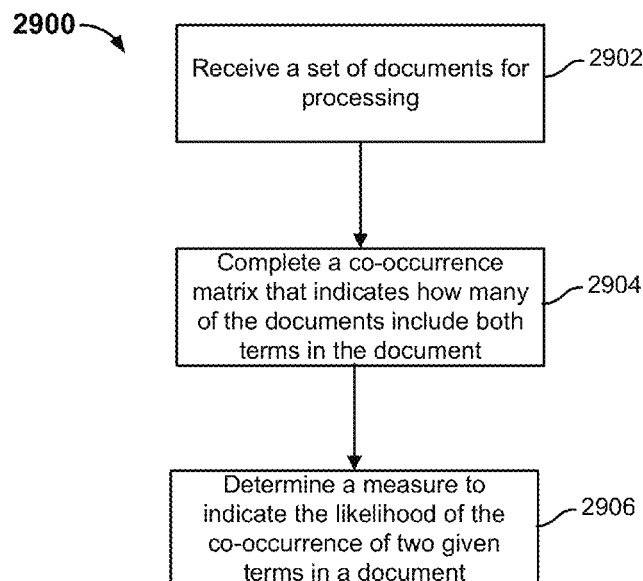 2900
Receive a set of documents for
processing
2902
Complete a co-occurrence
matrix that indicates how many
of the documents include both
terms in the document
2904
Determine a measure to
indicate the likelihood of the
co-occurrence of two given
terms in a document
2906